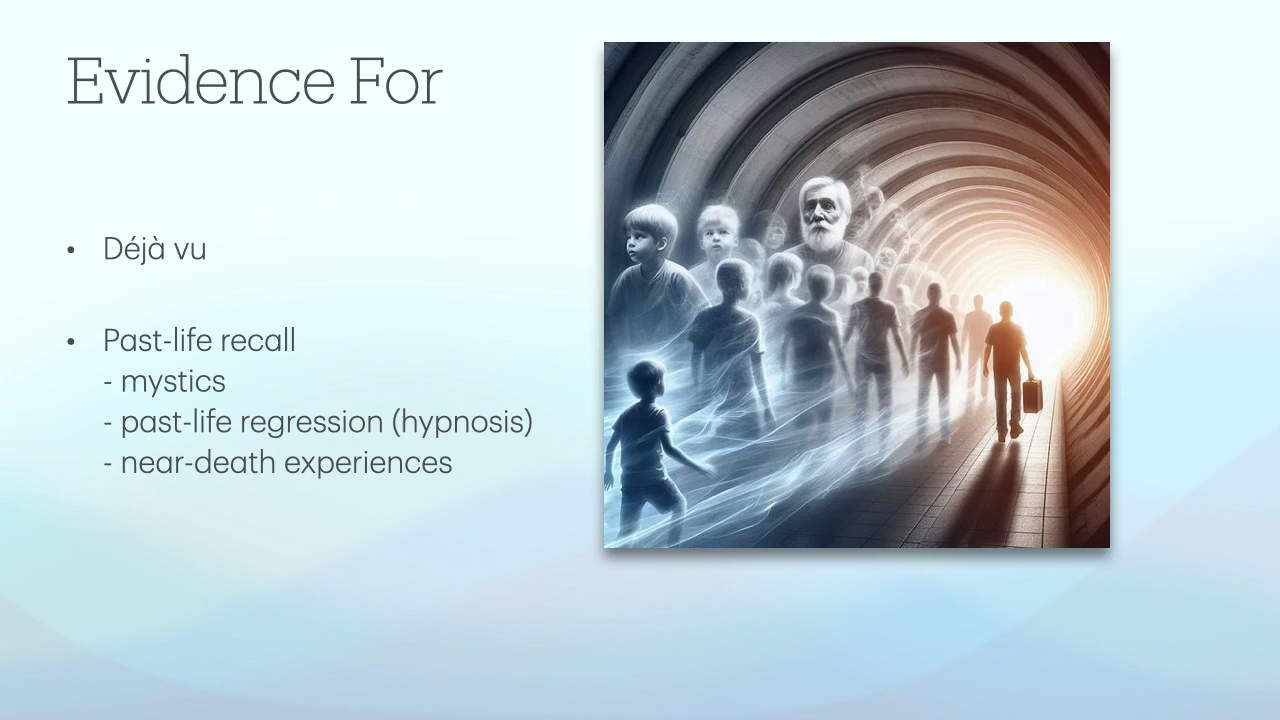 Evidence For
• Déjà vu
• Past-life recall
- mystics
- past-life regression (hypnosis)
- near-death experiences